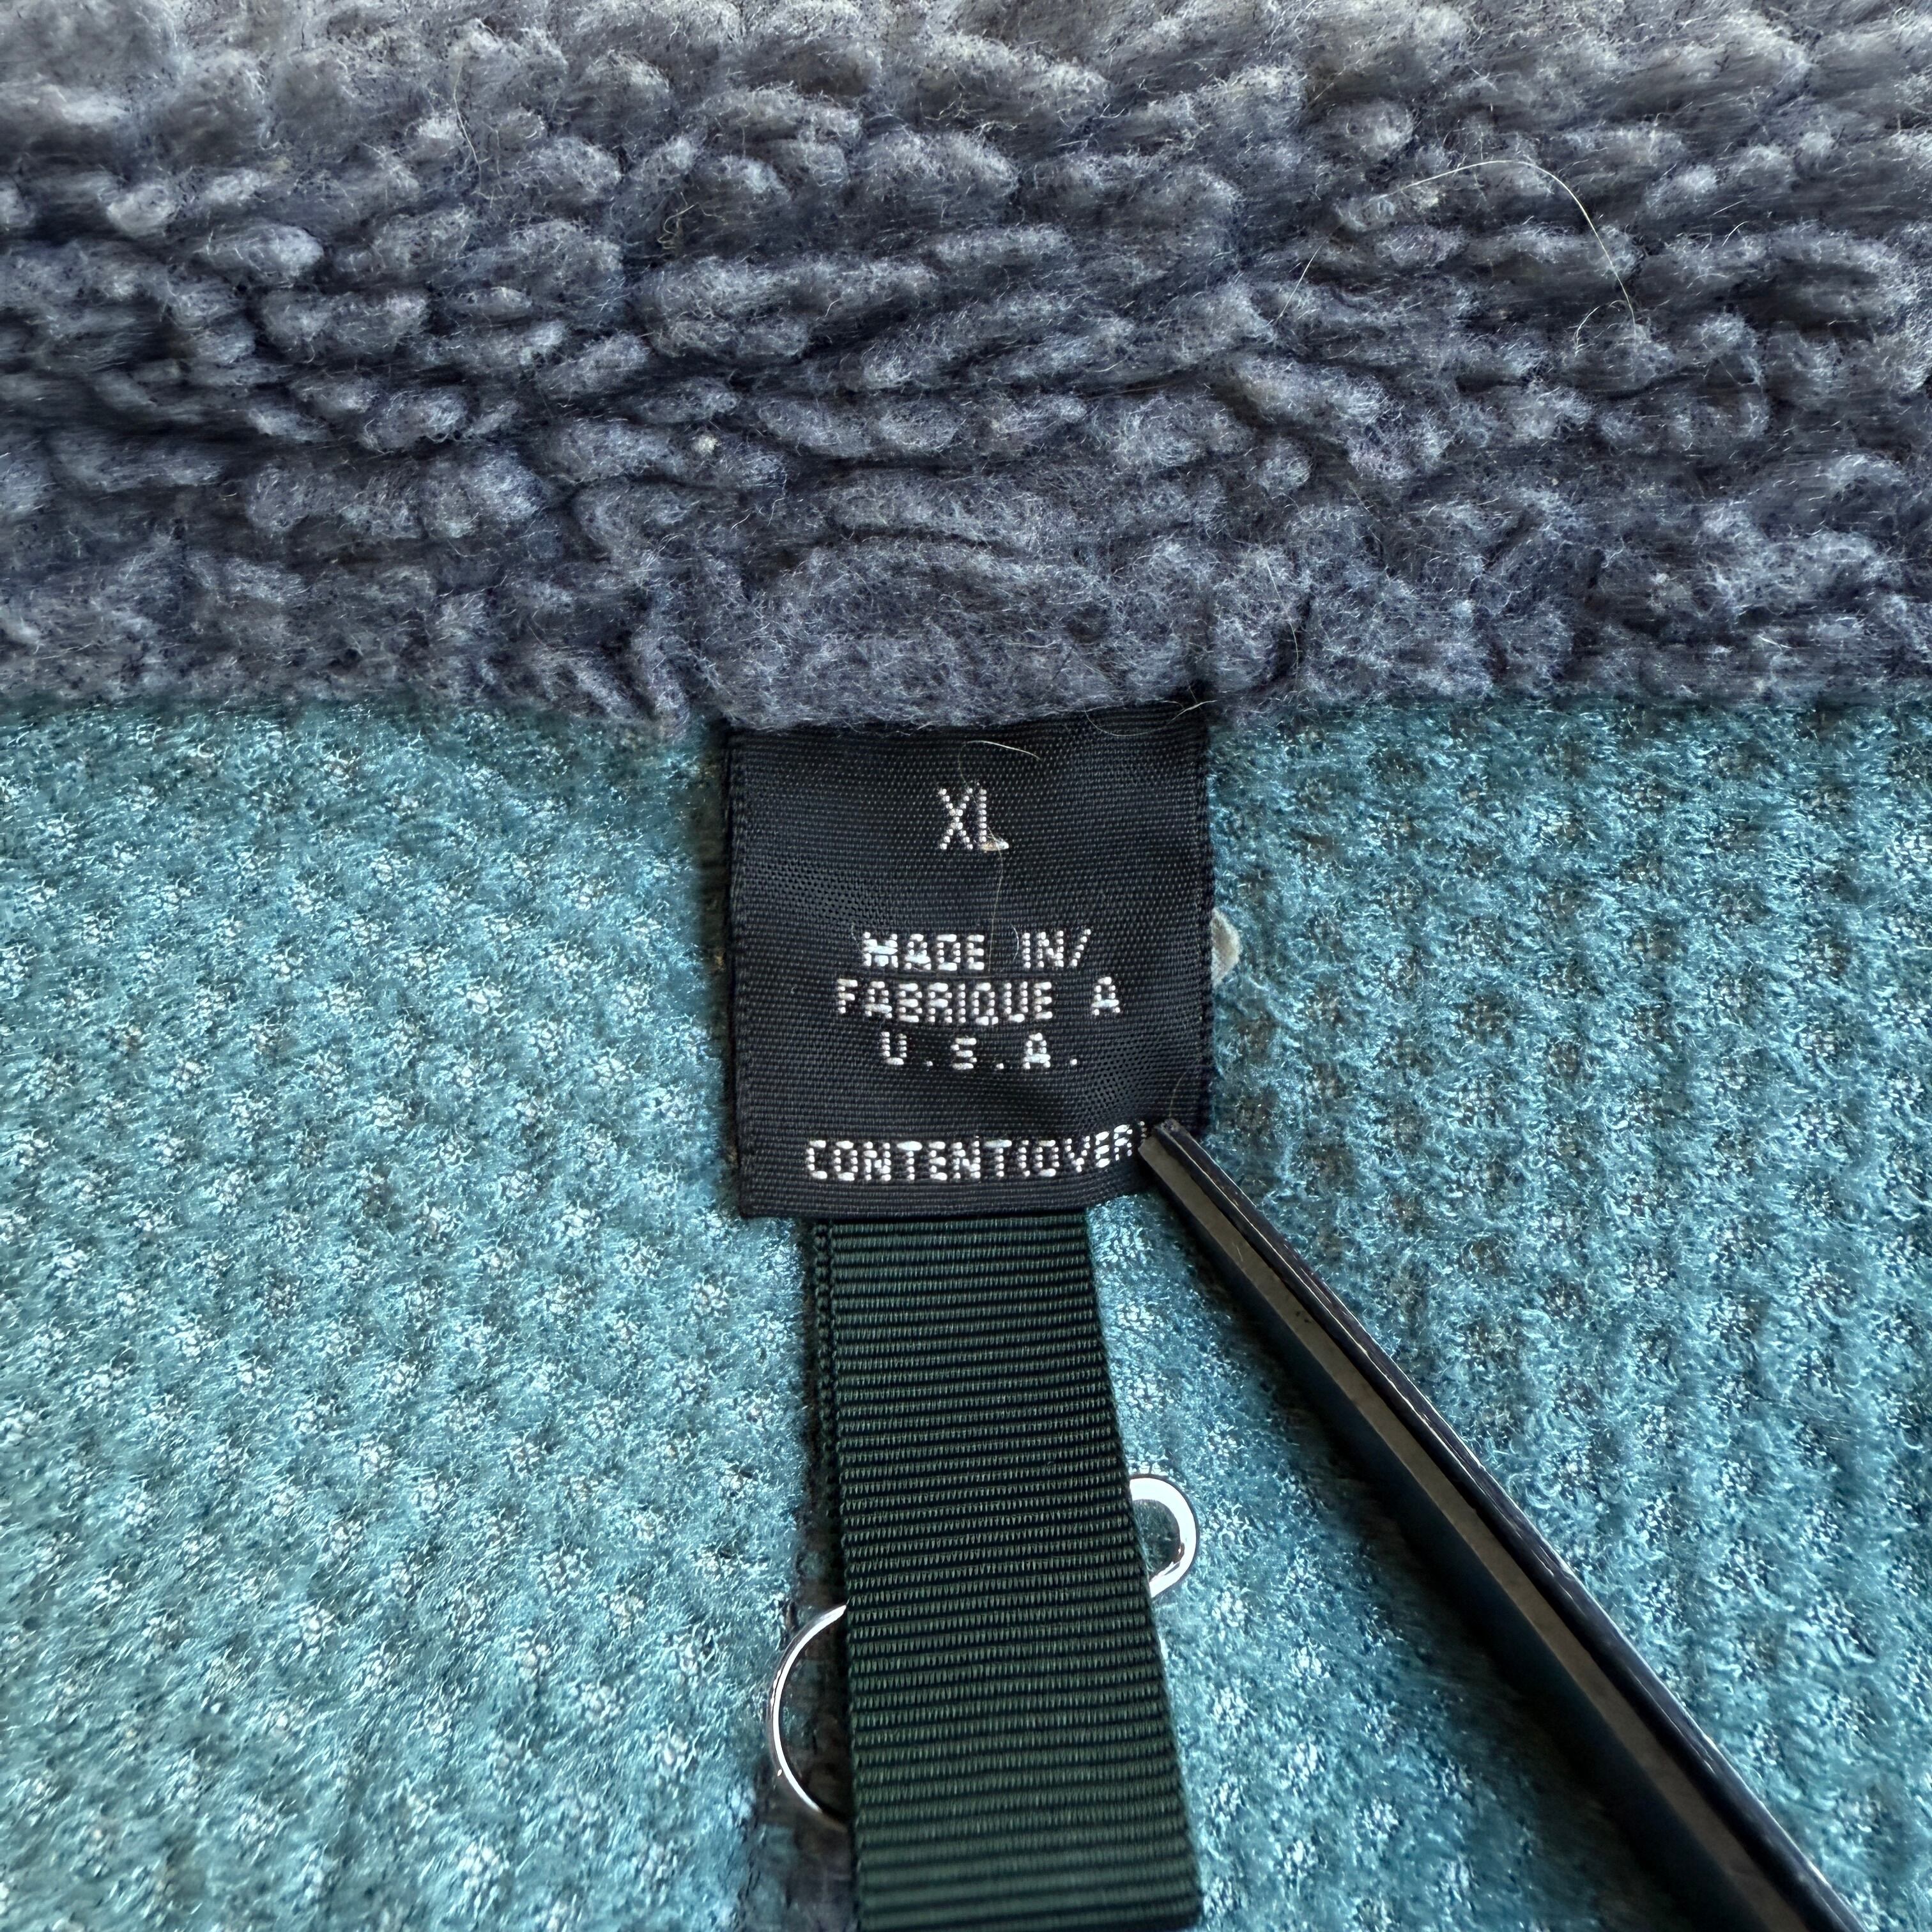 XL
MADE IN/
FABRIQUE A
U.S.A.
CONTENT(OVER)